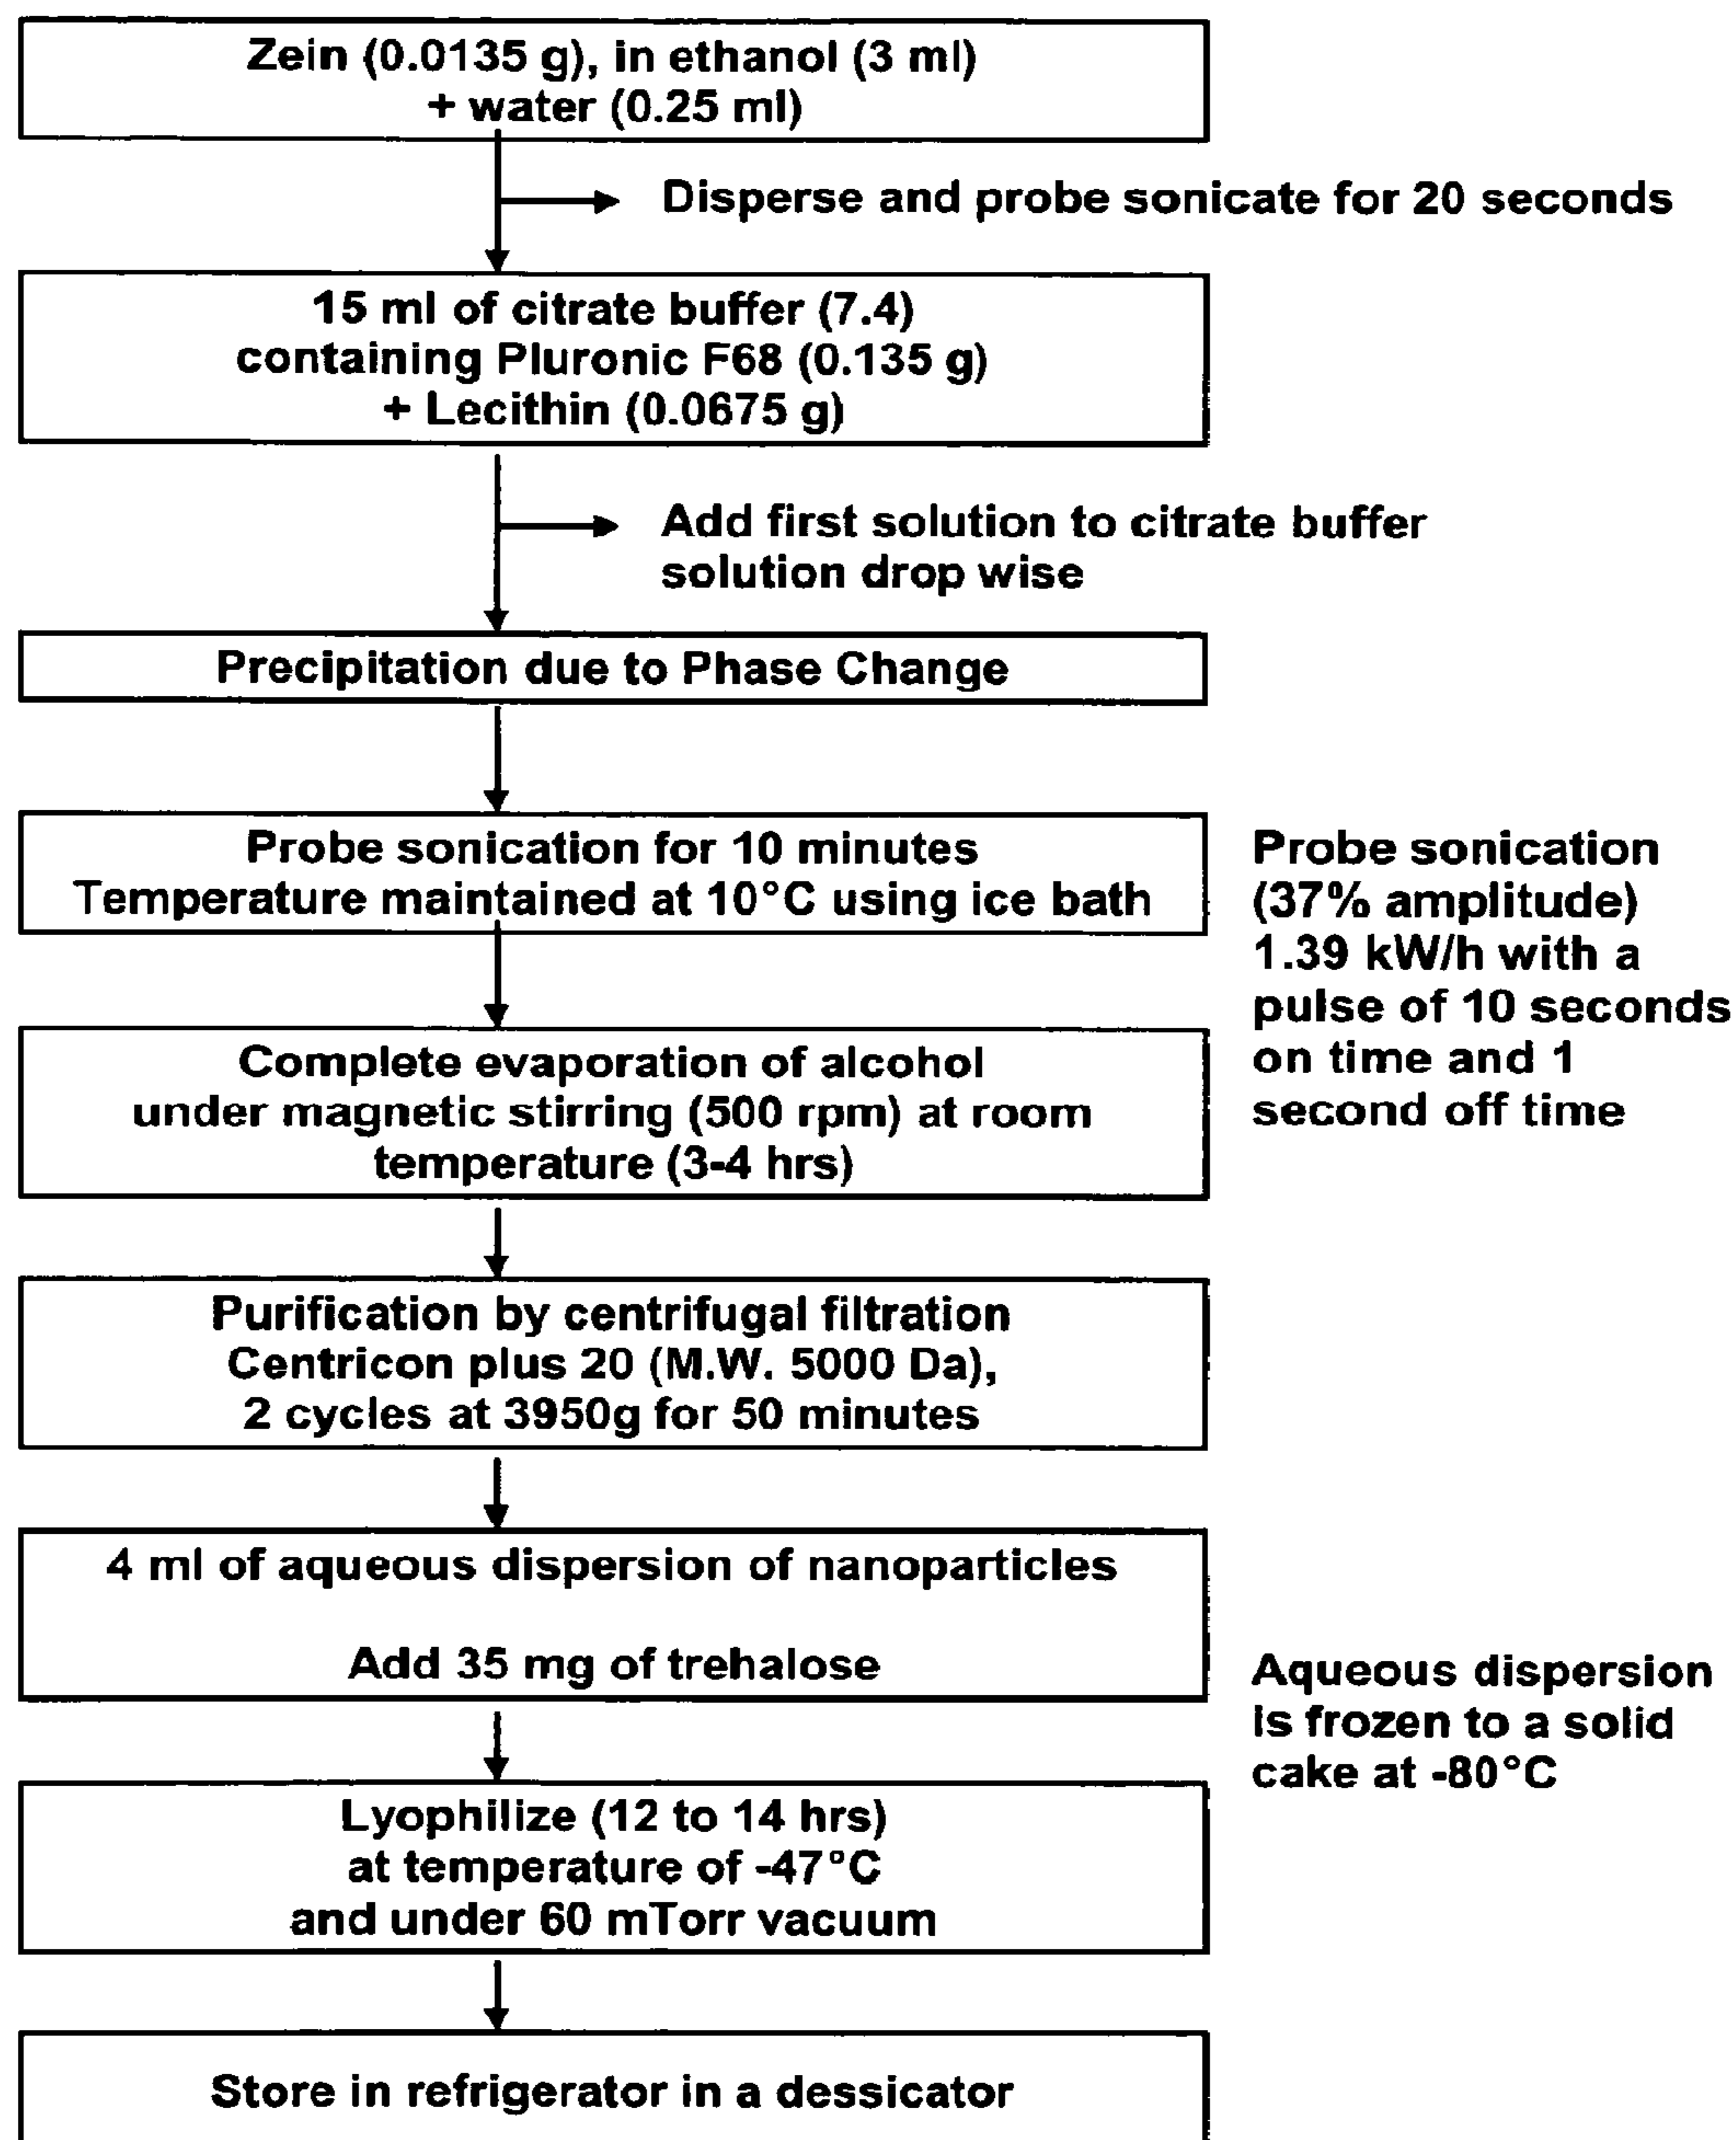 Zein (0.0135 g), in ethanol (3 ml)
+ water (0.25 ml)
Disperse and probe sonicate for 20 seconds
15 ml of citrate buffer (7.4)
containing Pluronic F68 (0.135 g)
+ Lecithin (0.0675 g)
Add first solution to citrate buffer
solution drop wise
Precipitation due to Phase Change
Probe sonication for 10 minutes
Temperature maintained at 10°C using ice bath
Probe sonication
(37% amplitude)
1.39 kW/h with a
pulse of 10 seconds
on time and 1
second off time
Complete evaporation of alcohol
under magnetic stirring (500 rpm) at room
temperature (3-4 hrs)
Purification by centrifugal filtration
Centricon plus 20 (M.W. 5000 Da),
2 cycles at 3950g for 50 minutes
4 ml of aqueous dispersion of nanoparticles
Add 35 mg of trehalose
Aqueous dispersion
is frozen to a solid
cake at -80°C
Lyophilize (12 to 14 hrs)
at temperature of -47°C
and under 60 mTorr vacuum
Store in refrigerator in a dessicator